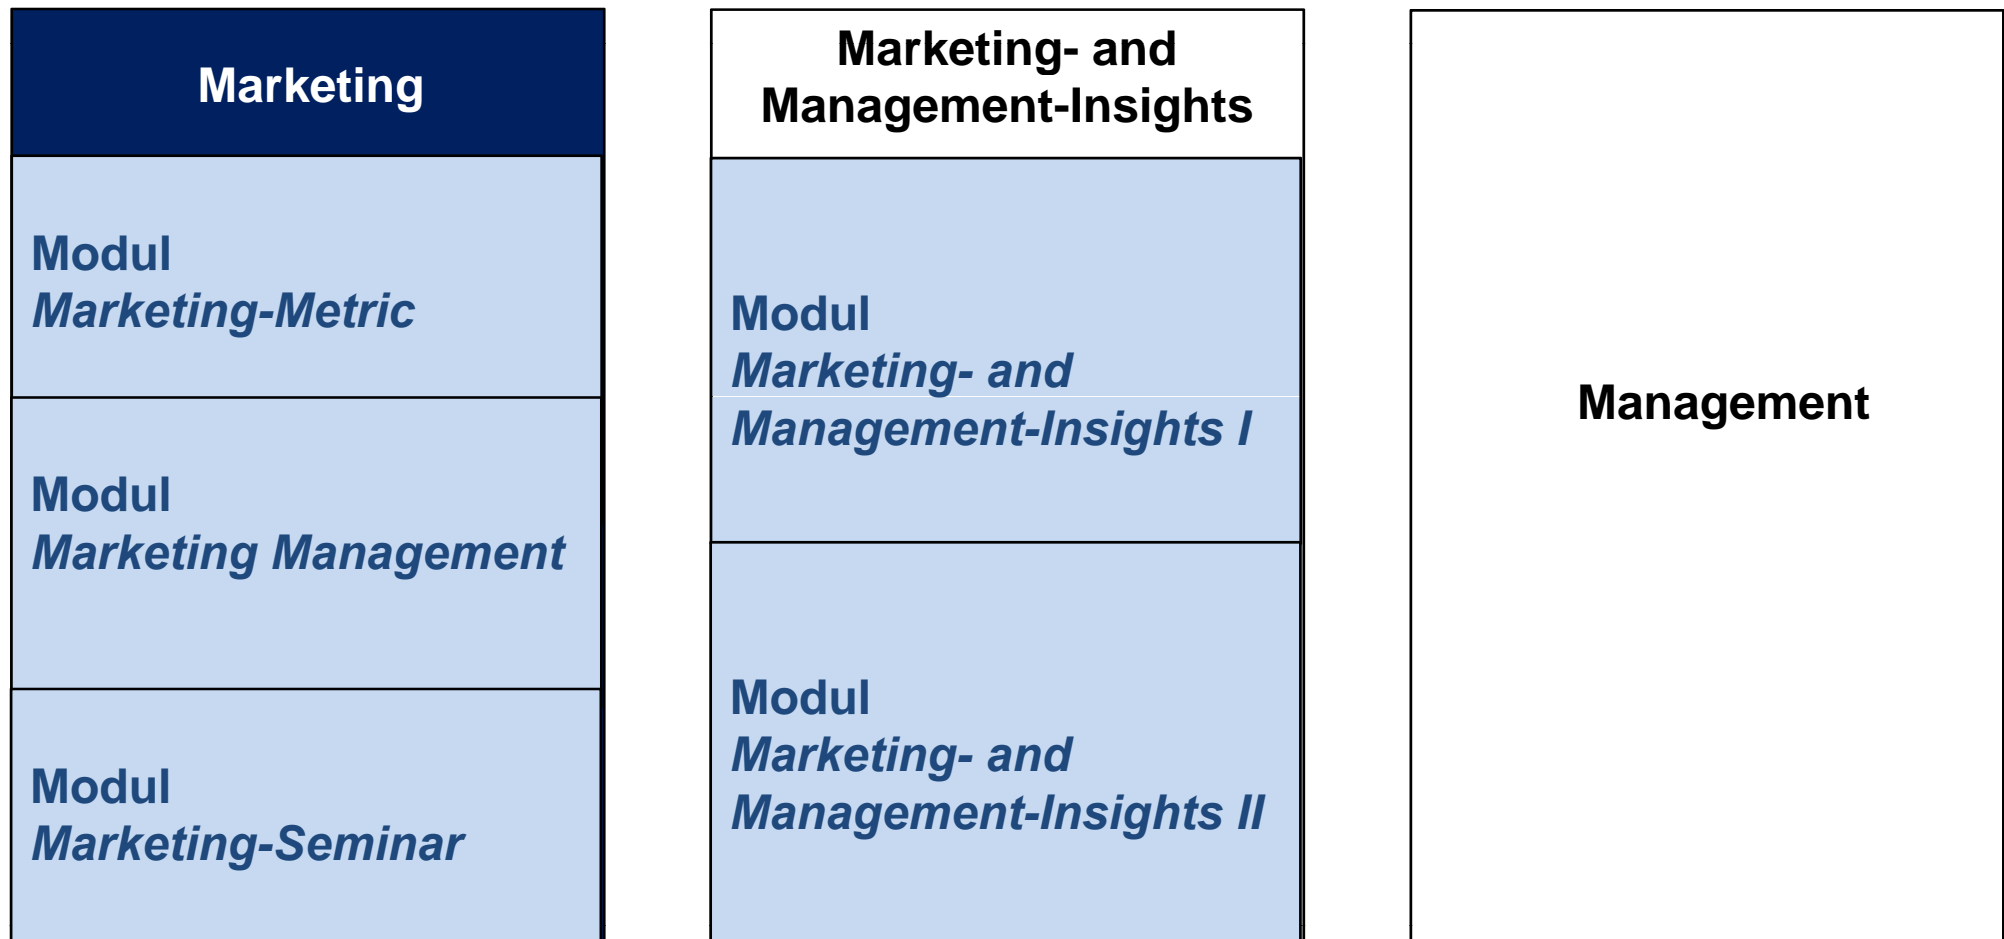 Marketing
Modul
Marketing-Metric
Modul
Marketing Management
Modul
Marketing-Seminar
Marketing- and
Management-Insights
Modul
Marketing- and
Management-Insights I
Modul
Marketing- and
Management-Insights II
Management